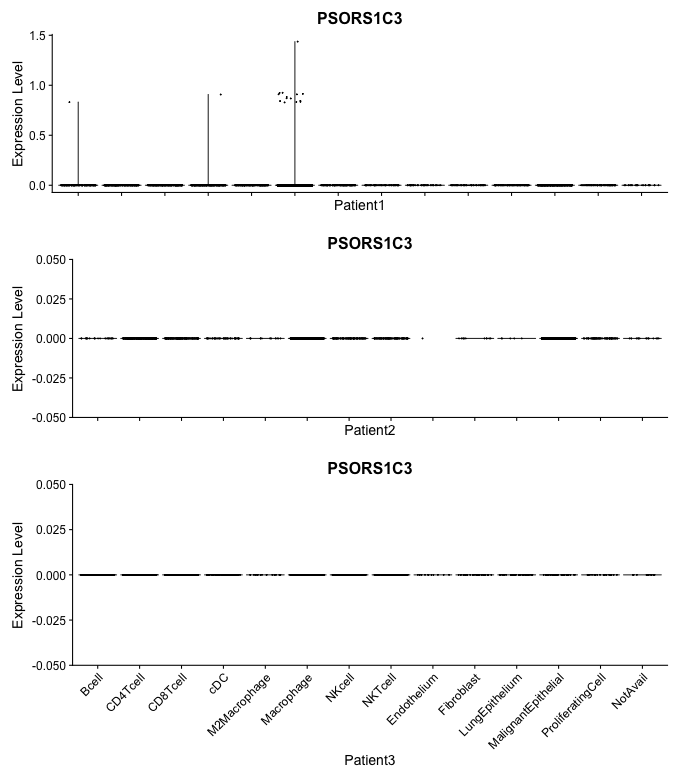 PSORS1C3
Expression Level
1.5
1.0
0.5
0.0
Patient1
PSORS1C3
Expression Level
0.050
0.025
0.000
-0.025
-0.050
Patient2
PSORS1C3
Expression Level
0.050
0.025
0.000
-0.025
-0.050
Bcell
CD4Tcell
CD8Tcell
cDC
M2Macrophage
Macrophage
NKcell
NKTcell
Endothelium
Fibroblast
LungEpithelium
MalignantEpithelial
ProliferatingCell
NotAvail
Patient3